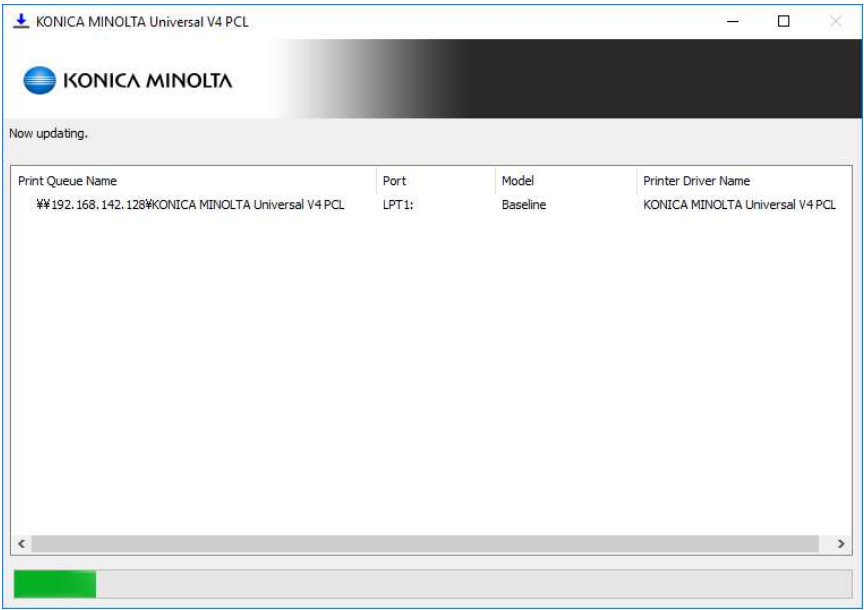 KONICA MINOLTA Universal V4 PCL
KONICA MINOLTA
Now updating.
Print Queue Name Port Model Printer Driver Name
¥¥192.168.142.128¥KONICA MINOLTA Universal V4 PCL LPT1: Baseline KONICA MINOLTA Universal V4 PCL